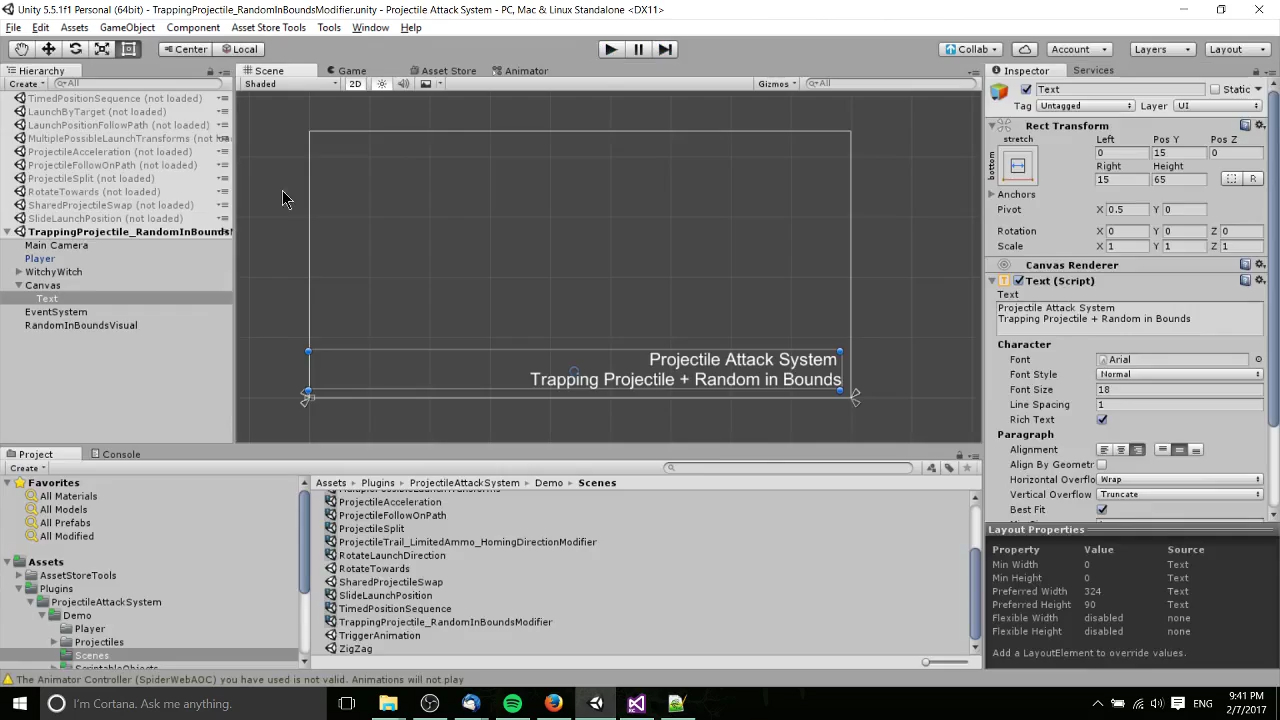 Unity 5.5.1f1 Personal (64bit) - TrappingProjectile_RandomInBoundsModifier.unity - Projectile Attack System - PC, Mac & Linux Standalone <DX11>
File Edit Assets GameObject Component Asset Store Tools Tools Window Help
Center Local Collab Account Layers Layout
Hierarchy
Create All
TimedPositionSequence (not loaded)
LaunchByTarget (not loaded)
LaunchPositionFollowPath (not loaded)
MultiplePossibleLaunchTransforms (not lo
ProjectileAcceleration (not loaded)
ProjectileFollowOnPath (not loaded)
ProjectileSplit (not loaded)
RotateTowards (not loaded)
SharedProjectileSwap (not loaded)
SlideLaunchPosition (not loaded)
TrappingProjectile_RandomInBounds
Main Camera
Player
WitchyWitch
Canvas
Text
EventSystem
RandomInBoundsVisual
Scene Game Asset Store Animator
Shaded 2D Gizmos All
Projectile Attack System
Trapping Projectile + Random in Bounds
Inspector Services
Text Static
Tag Untagged Layer UI
Rect Transform
stretch Left Pos Y Pos Z
bottom 0 15 0
Right Height
15 65 R
Anchors
Pivot X 0.5 Y 0
Rotation X 0 Y 0 Z 0
Scale X 1 Y 1 Z 1
Canvas Renderer
Text (Script)
Text
Projectile Attack System
Trapping Projectile + Random in Bounds
Character
Font Arial
Font Style Normal
Font Size 18
Line Spacing 1
Rich Text
Paragraph
Alignment
Align By Geometr
Horizontal Overflo Wrap
Vertical Overflow Truncate
Best Fit
Layout Properties
Property Value Source
Min Width 0 Text
Min Height 0 Text
Preferred Width 324 Text
Preferred Height 90 Text
Flexible Width disabled none
Flexible Height disabled none
Add a LayoutElement to override values.
Project Console
Create
Favorites
All Materials
All Models
All Prefabs
All Modified
Assets
AssetStoreTools
Plugins
ProjectileAttackSystem
Demo
Player
Projectiles
Scenes
ScriptableObjects
Assets Plugins ProjectileAttackSystem Demo Scenes
MultiplePossibleLaunchTransforms
ProjectileAcceleration
ProjectileFollowOnPath
ProjectileSplit
ProjectileTrail_LimitedAmmo_HomingDirectionModifier
RotateLaunchDirection
RotateTowards
SharedProjectileSwap
SlideLaunchPosition
TimedPositionSequence
TrappingProjectile_RandomInBoundsModifier
TriggerAnimation
ZigZag
The Animator Controller (SpiderWebAOC) you have used is not valid. Animations will not play
I'm Cortana. Ask me anything.
9:41 PM
2/7/2017